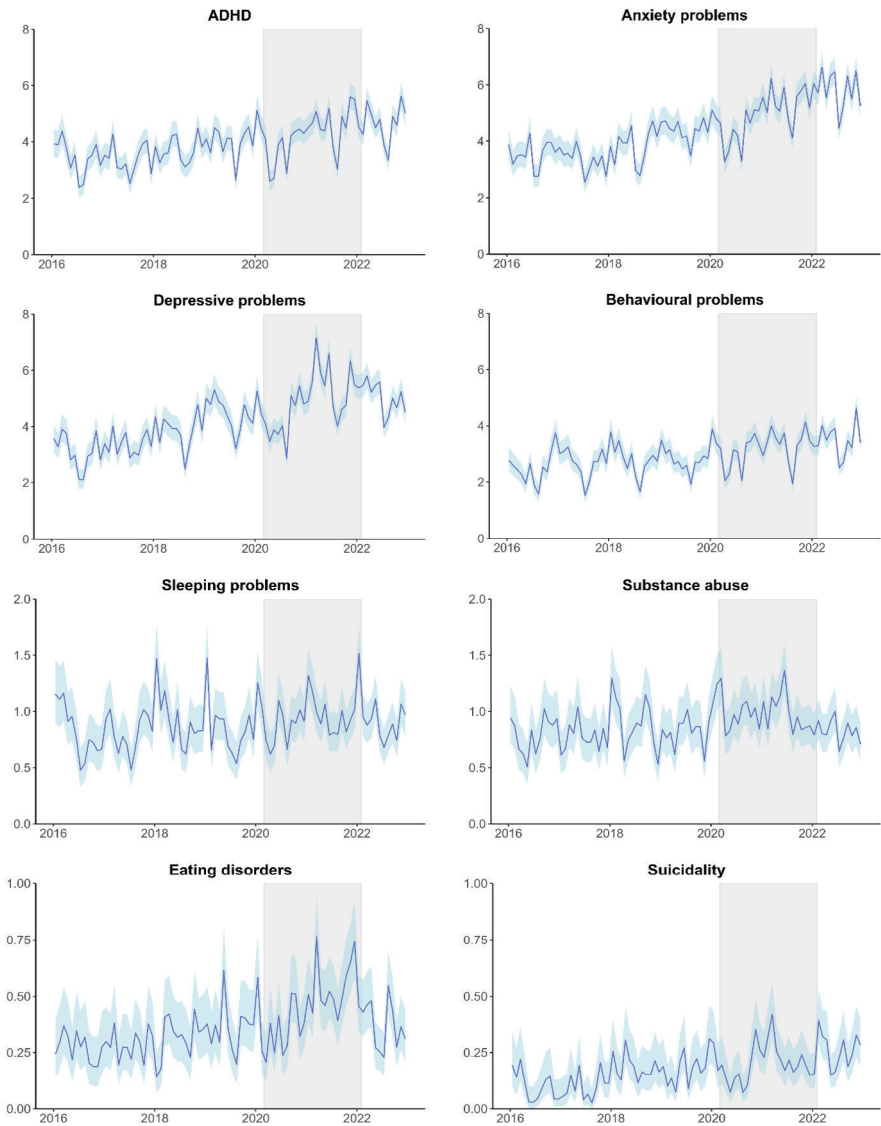 ADHD
8
6
4
2
0
2016 2018 2020 2022
Anxiety problems
8
6
4
2
0
2016 2018 2020 2022
Depressive problems
8
6
4
2
0
2016 2018 2020 2022
Behavioural problems
8
6
4
2
0
2016 2018 2020 2022
Sleeping problems
2.0
1.5
1.0
0.5
0.0
2016 2018 2020 2022
Substance abuse
2.0
1.5
1.0
0.5
0.0
2016 2018 2020 2022
Eating disorders
1.00
0.75
0.50
0.25
0.00
2016 2018 2020 2022
Suicidality
1.00
0.75
0.50
0.25
0.00
2016 2018 2020 2022